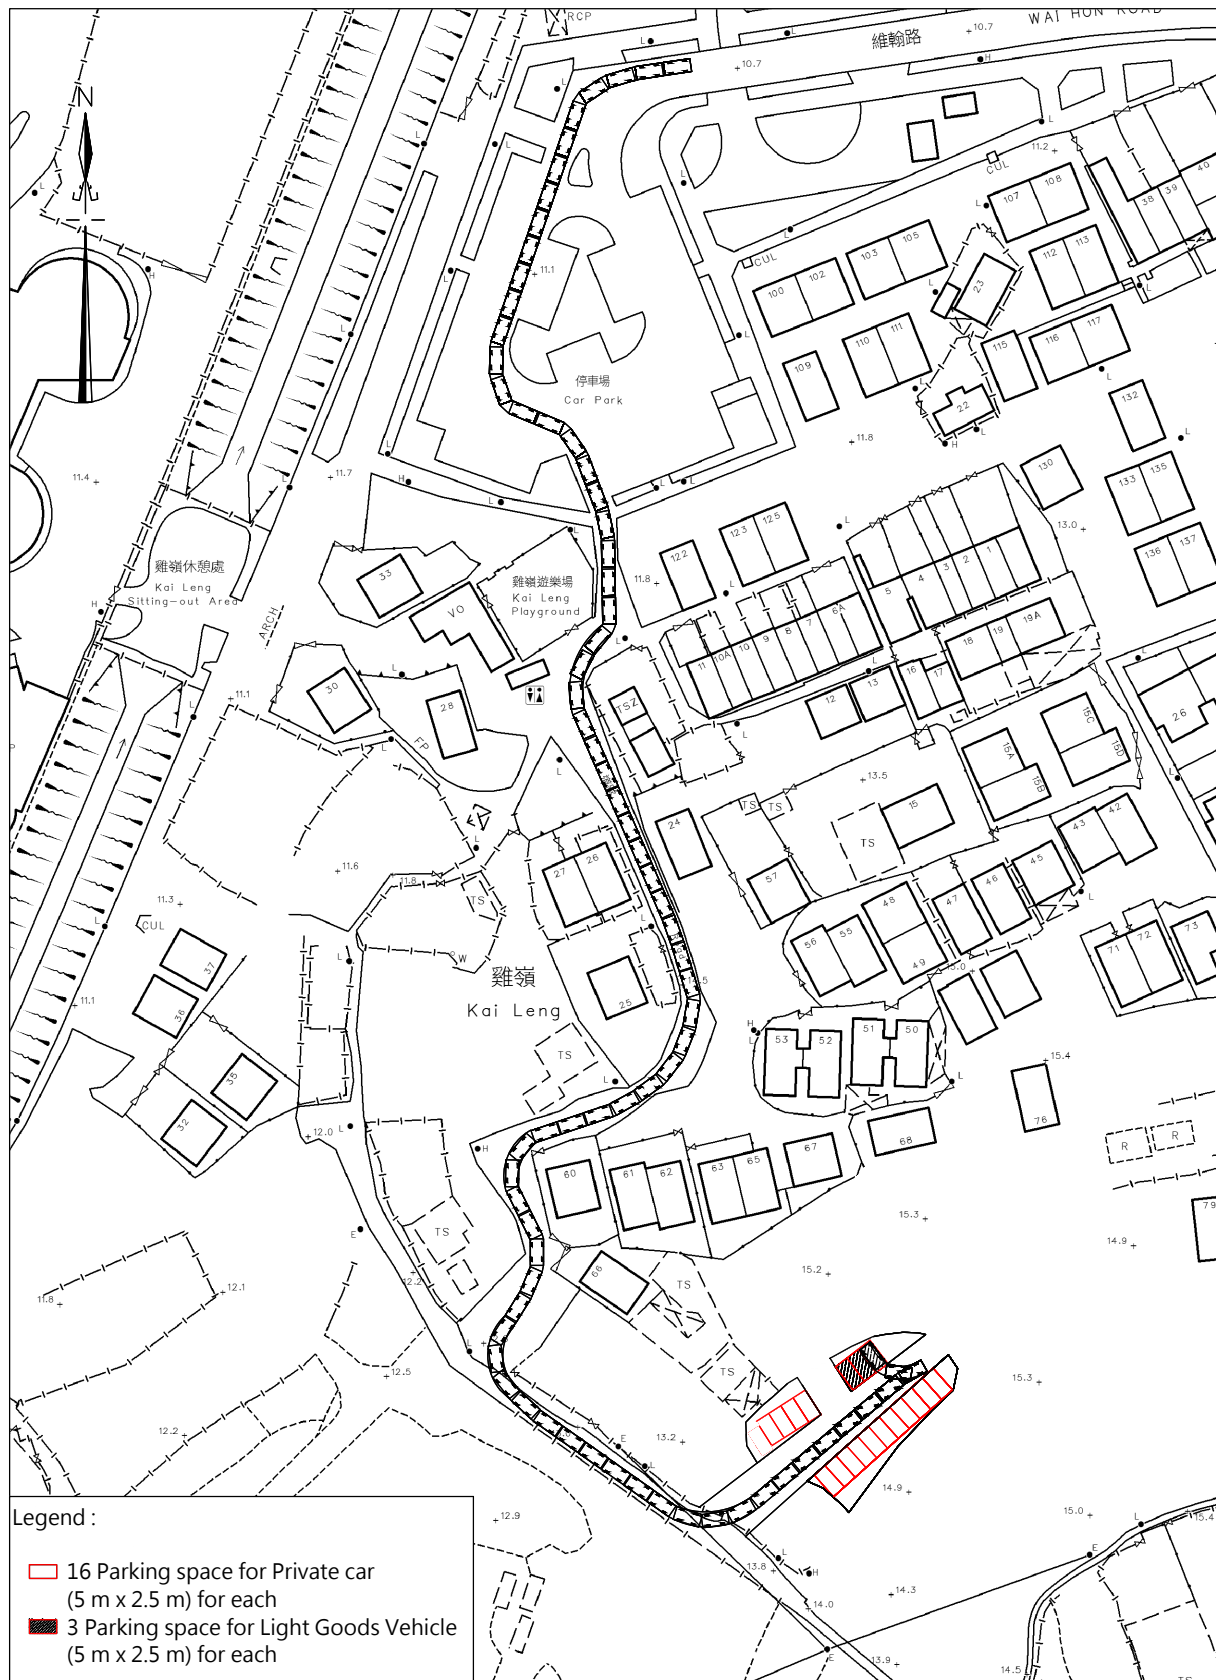 RCP
WAI HON ROAD
維翰路
10.7
10.7
N
11.2
CUL
107
108
38
39
40
103
105
112
113
CUL
100
102
23
11.1
110
111
115
116
117
109
停車場
Car Park
22
132
11.8
11.4
11.7
130
133
135
13.0
123
125
136
137
122
雞嶺休憩處
Kai Leng
Sitting-out Area
33
雞嶺遊樂場
Kai Leng
Playground
11.8
VO
ARCH
11
10A
10
9
8
7
6A
5
4
3
2
1
18
19
19A
12
13
16
17
11.1
30
28
FP
TSZ
26
15C
15D
15A
15B
13.5
TS
TS
15
TS
24
43
42
57
45
46
47
48
49
55
56
11.6
11.8
11.3
CUL
27
26
TS
71
72
73
15.0
37
36
雞嶺
Kai Leng
25
TS
53
52
51
50
11.1
35
32
15.4
76
12.0
68
67
R
R
60
61
62
63
65
79
TS
15.3
14.9
12.2
66
TS
15.2
11.8
12.1
12.5
TS
15.3
12.2
13.2
14.9
12.9
15.0
15.4
13.8
14.3
14.0
13.9
14.5
TS
Legend :
16 Parking space for Private car
(5 m x 2.5 m) for each
3 Parking space for Light Goods Vehicle
(5 m x 2.5 m) for each